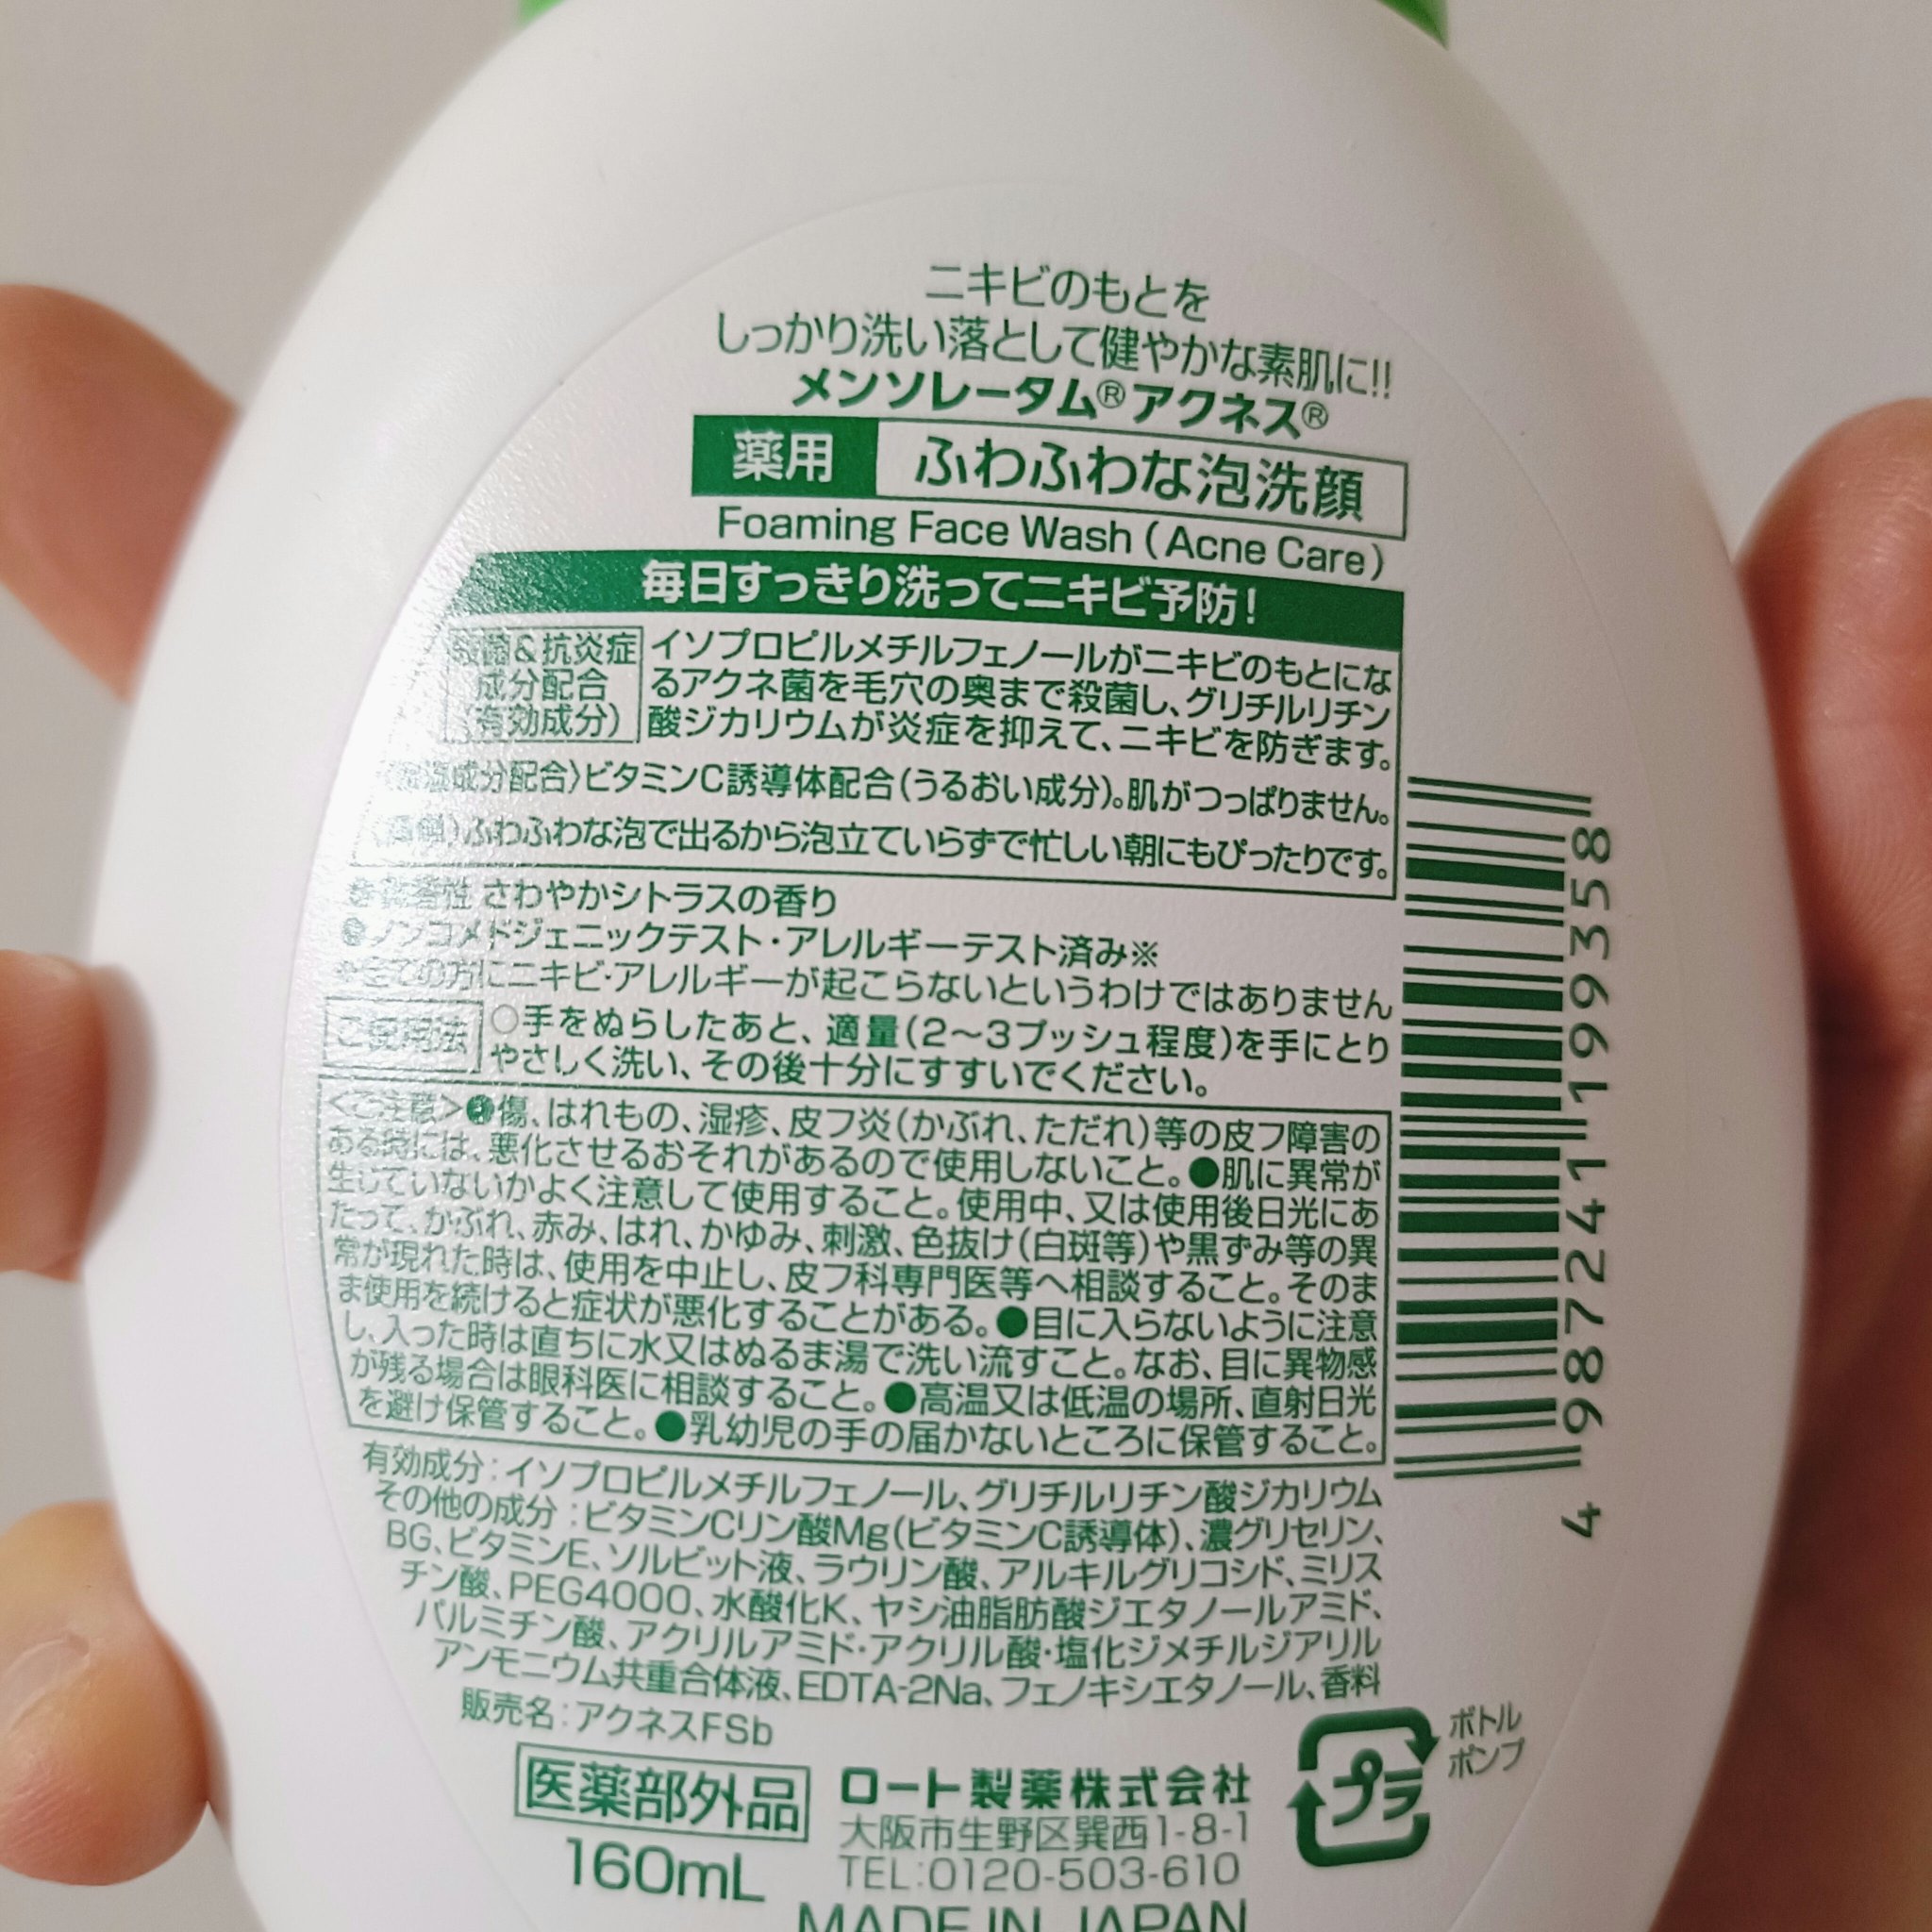 ニキビのもとを
しっかり洗い落として健やかな素肌に!!
メンソレータム®アクネス®
薬用 ふわふわな泡洗顔
Foaming Face Wash (Acne Care)
毎日すっきり洗ってニキビ予防!
殺菌&抗炎症
成分配合
(有効成分)
イソプロピルメチルフェノールがニキビのもとにな
るアクネ菌を毛穴の奥まで殺菌し、グリチルリチン
酸ジカリウムが炎症を抑えて、ニキビを防ぎます。
成分配合〉ビタミンC誘導体配合(うるおい成分)。肌がつっぱりません。
ふわふわな泡で出るから泡立ていらずで忙しい朝にもぴったりです。
さわやかシトラスの香り
●ノンコメドジェニックテスト・アレルギーテスト済み※
全ての方にニキビ・アレルギーが起こらないというわけではありません
ご使用法
○手をぬらしたあと、適量(2〜3プッシュ程度)を手にとり
やさしく洗い、その後十分にすすいでください。
<ご注意>●傷、はれもの、湿疹、皮フ炎(かぶれ、ただれ)等の皮フ障害の
ある時には、悪化させるおそれがあるので使用しないこと。●肌に異常が
生じていないかよく注意して使用すること。使用中、又は使用後日光にあ
たって、かぶれ、赤み、はれ、かゆみ、刺激、色抜け(白斑等)や黒ずみ等の異
常が現れた時は、使用を中止し、皮フ科専門医等へ相談すること。そのま
ま使用を続けると症状が悪化することがある。●目に入らないように注意
し、入った時は直ちに水又はぬるま湯で洗い流すこと。なお、目に異物感
が残る場合は眼科医に相談すること。●高温又は低温の場所、直射日光
を避け保管すること。●乳幼児の手の届かないところに保管すること。
有効成分:イソプロピルメチルフェノール、グリチルリチン酸ジカリウム
その他の成分:ビタミンCリン酸Mg(ビタミンC誘導体)、濃グリセリン、
BG、ビタミンE、ソルビット液、ラウリン酸、アルキルグリコシド、ミリス
チン酸、PEG4000、水酸化K、ヤシ油脂肪酸ジエタノールアミド、
パルミチン酸、アクリルアミド・アクリル酸・塩化ジメチルジアリル
アンモニウム共重合体液、EDTA-2Na、フェノキシエタノール、香料
販売名:アクネスFSb
医薬部外品
160mL
ロート製薬株式会社
大阪市生野区巽西1-8-1
TEL:0120-503-610
MADE IN JAPAN
プラ
ボトル
ポンプ
4 987241 199358